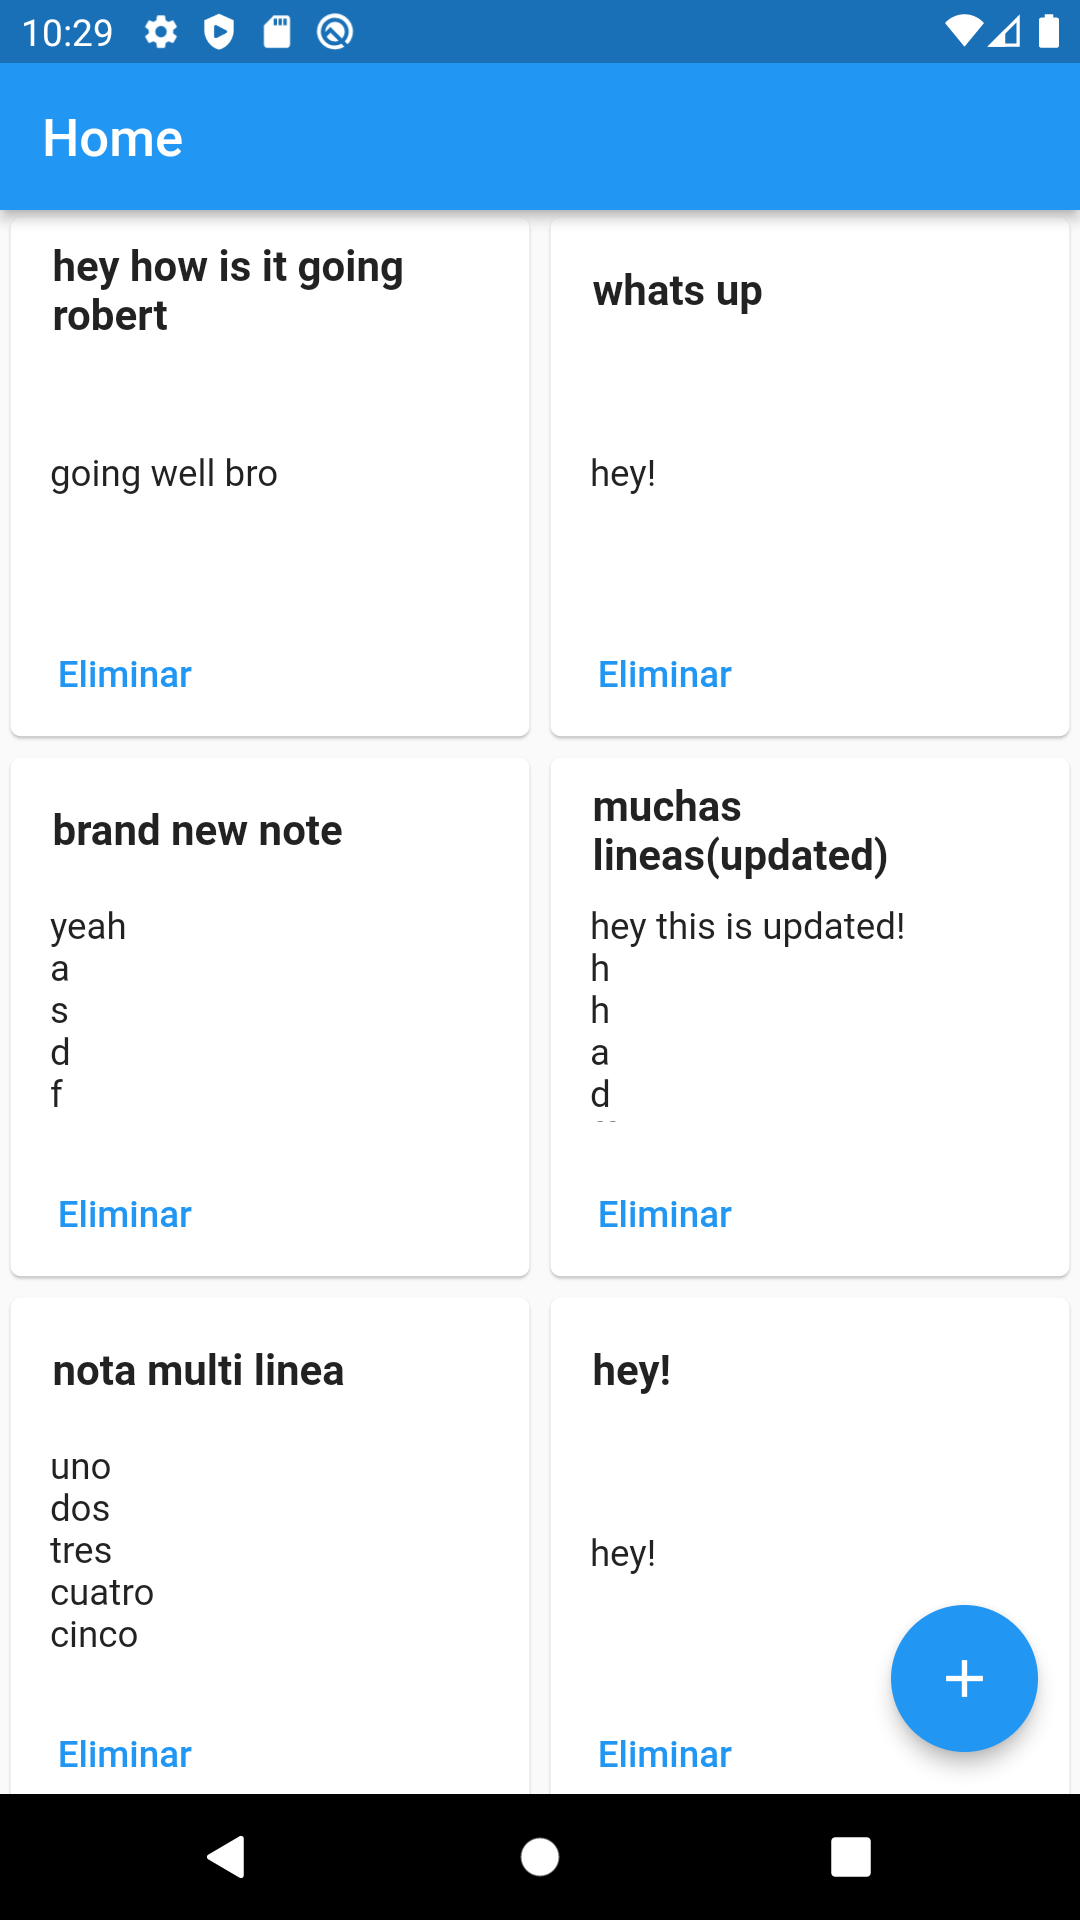 10:29
Home
hey how is it going
robert
going well bro
Eliminar
whats up
hey!
Eliminar
brand new note
yeah
a
s
d
f
Eliminar
muchas
lineas(updated)
hey this is updated!
h
h
a
d
Eliminar
nota multi linea
uno
dos
tres
cuatro
cinco
Eliminar
hey!
hey!
Eliminar